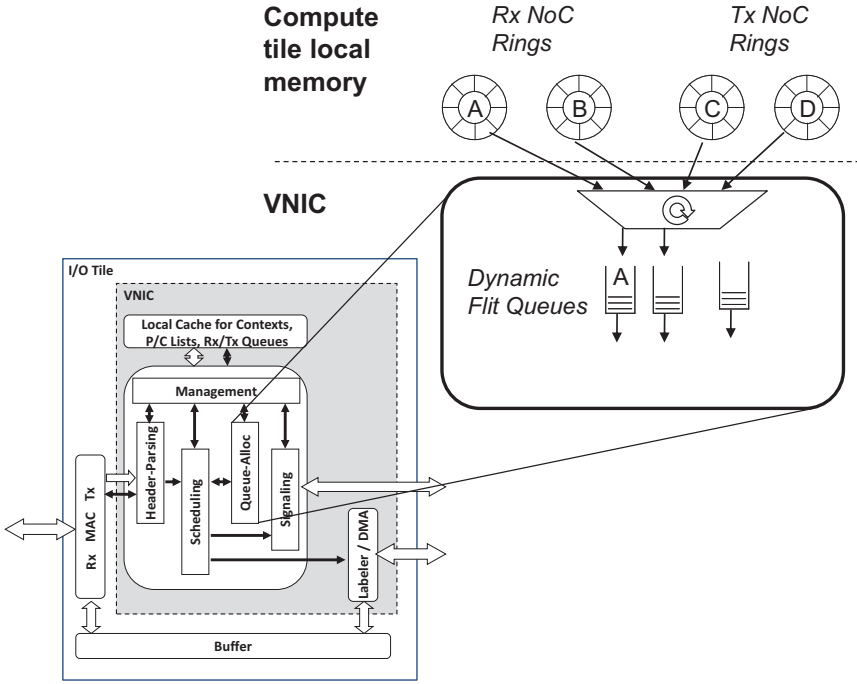 Compute
tile local
memory
Rx NoC
Rings
Tx NoC
Rings
A
B
C
D
VNIC
Dynamic
Flit Queues
A
I/O Tile
VNIC
Local Cache for Contexts,
P/C Lists, Rx/Tx Queues
Management
Header-Parsing
Scheduling
Queue-Alloc
Signaling
Rx MAC Tx
Labeler / DMA
Buffer